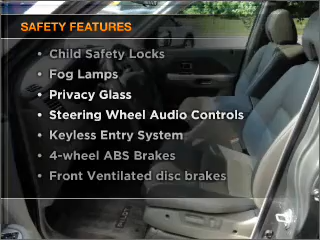 SAFETY FEATURES
• Child Safety Locks
• Fog Lamps
• Privacy Glass
• Steering Wheel Audio Controls
• Keyless Entry System
• 4-wheel ABS Brakes
• Front Ventilated disc brakes